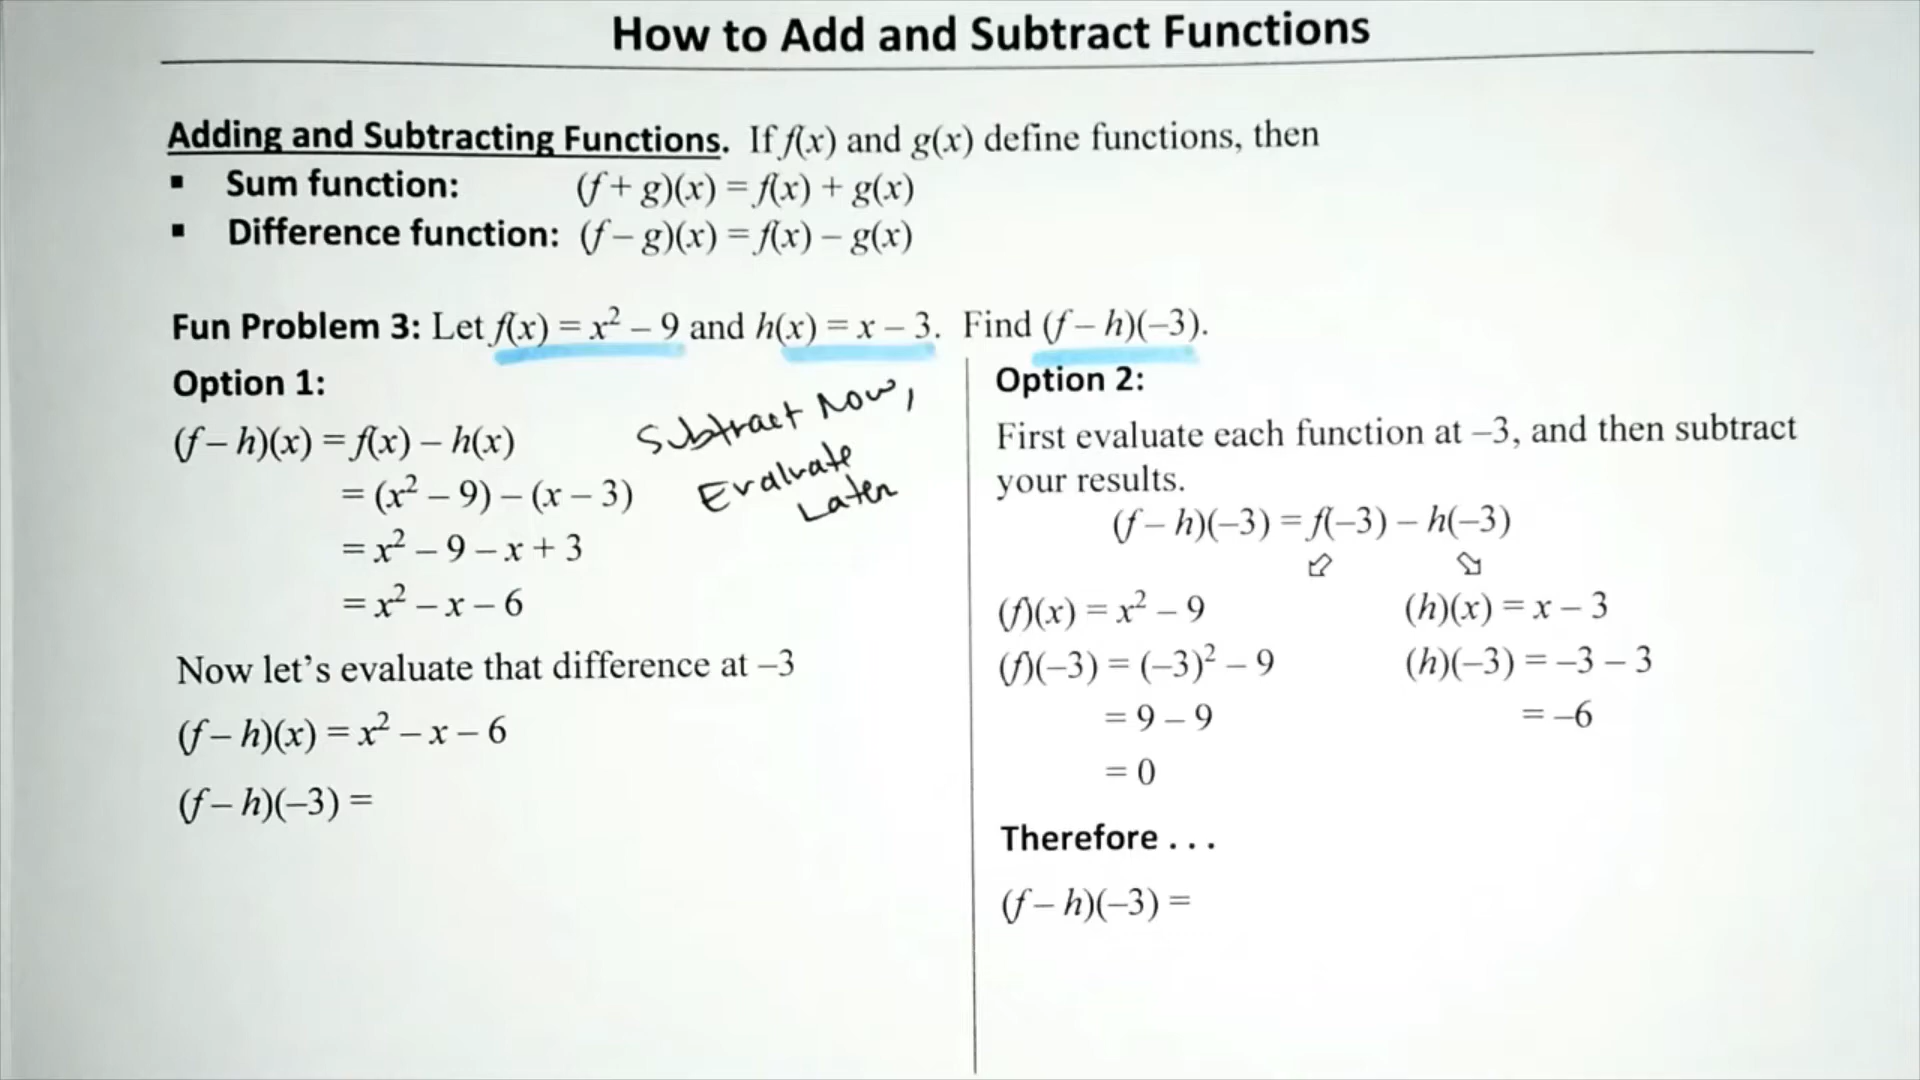 How to Add and Subtract Functions
Adding and Subtracting Functions. If f(x) and g(x) define functions, then
▪ Sum function: (f + g)(x) = f(x) + g(x)
▪ Difference function: (f – g)(x) = f(x) – g(x)
Fun Problem 3: Let f(x) = x² – 9 and h(x) = x – 3. Find (f – h)(–3).
Option 1:
(f – h)(x) = f(x) – h(x)
= (x² – 9) – (x – 3)
= x² – 9 – x + 3
= x² – x – 6
Subtract Now,
Evaluate
Later
Now let's evaluate that difference at –3
(f – h)(x) = x² – x – 6
(f – h)(–3) =
Option 2:
First evaluate each function at –3, and then subtract
your results.
(f – h)(–3) = f(–3) – h(–3)
(f)(x) = x² – 9 (h)(x) = x – 3
(f)(–3) = (–3)² – 9 (h)(–3) = –3 – 3
= 9 – 9 = –6
= 0
Therefore . . .
(f – h)(–3) =